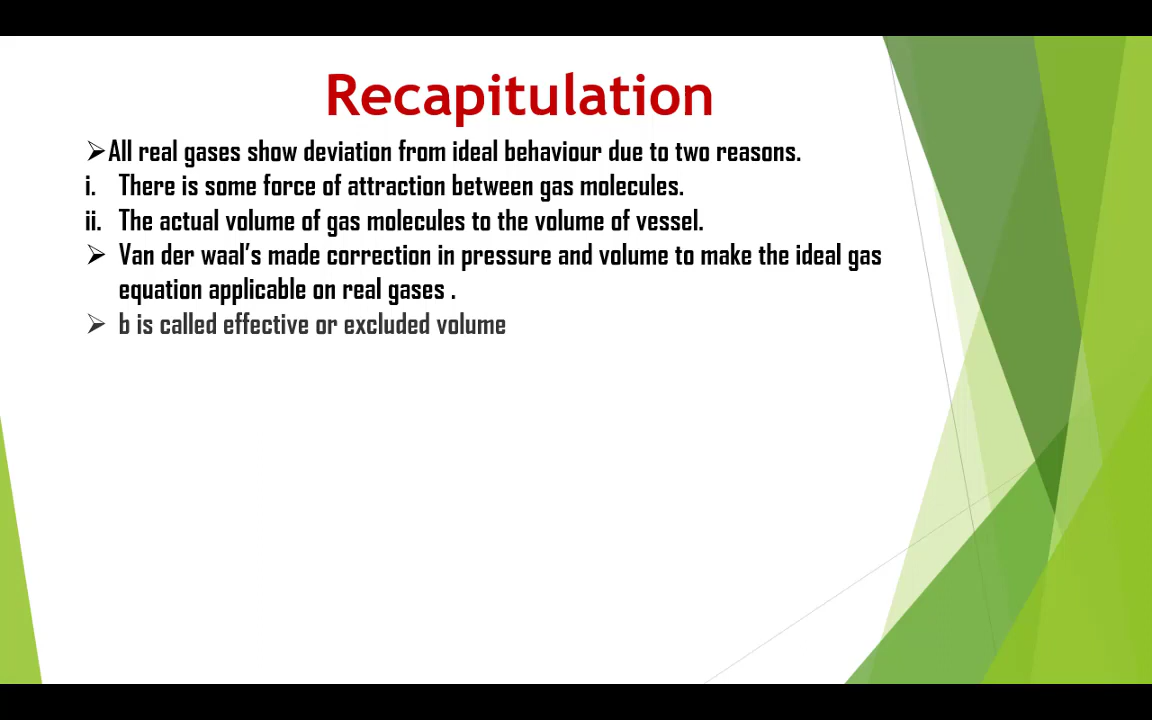 Recapitulation
➢All real gases show deviation from ideal behaviour due to two reasons.
i. There is some force of attraction between gas molecules.
ii. The actual volume of gas molecules to the volume of vessel.
➢ Van der waal's made correction in pressure and volume to make the ideal gas
equation applicable on real gases .
➢ b is called effective or excluded volume